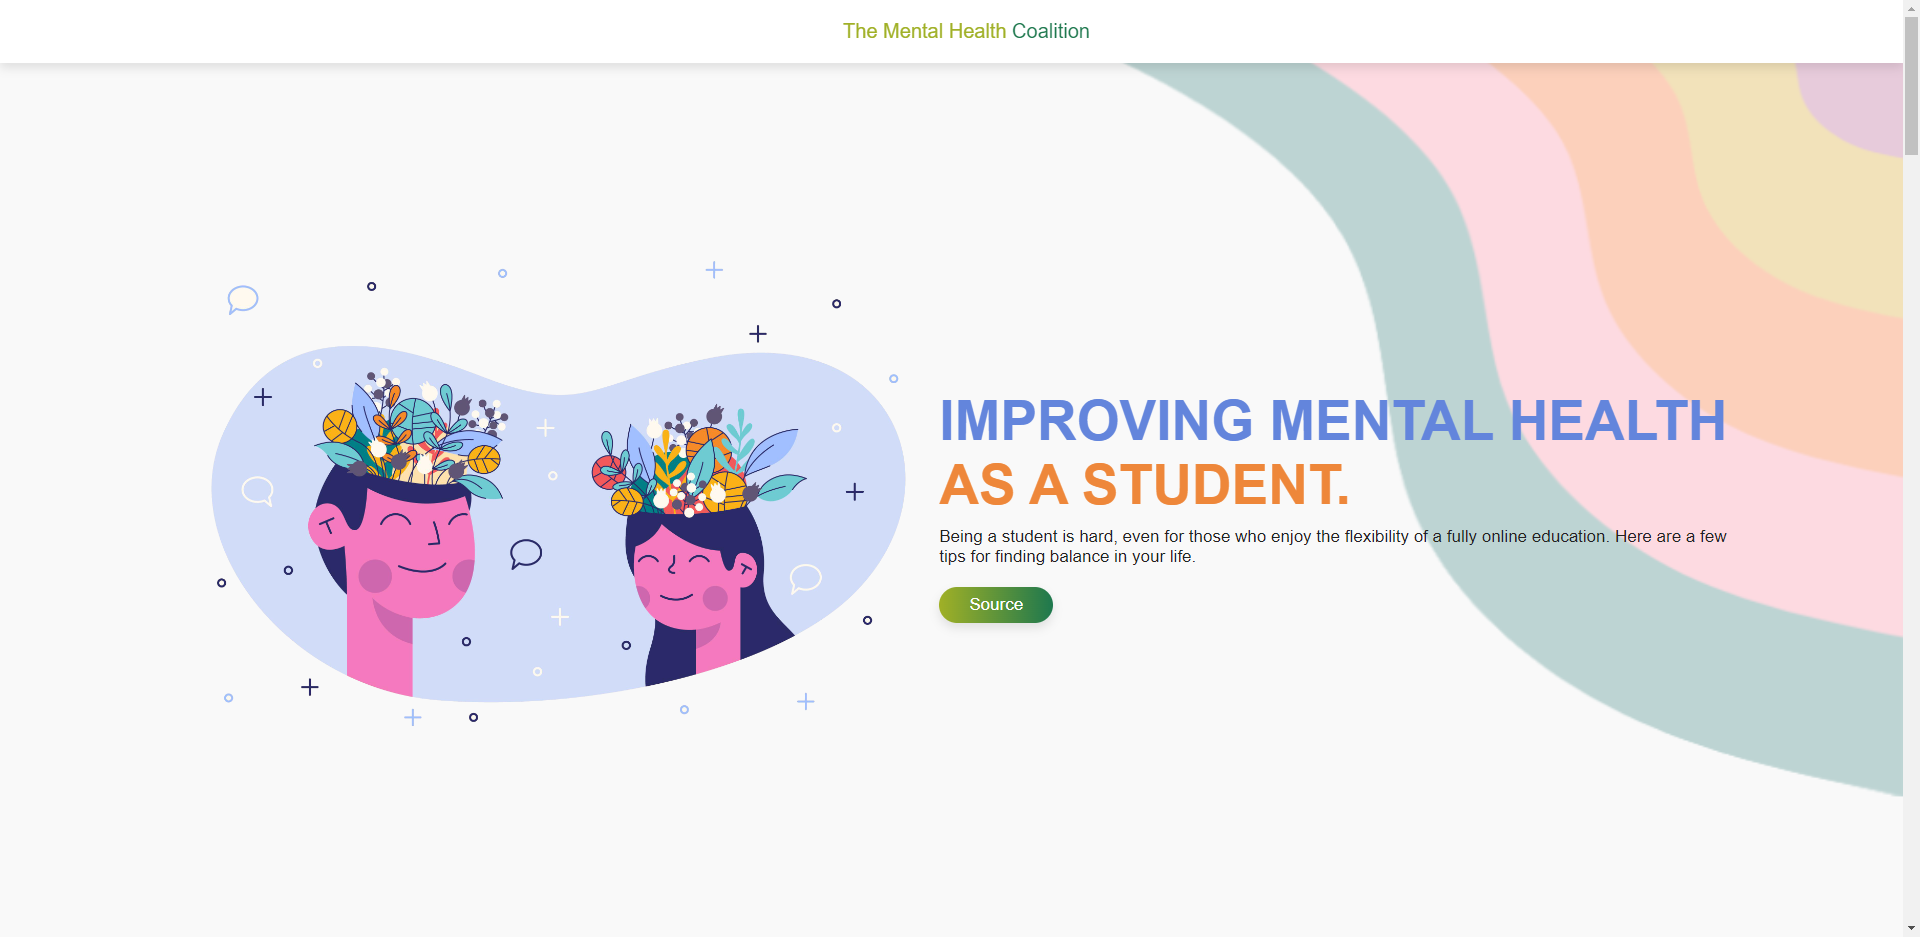 The Mental Health Coalition
IMPROVING MENTAL HEALTH
AS A STUDENT.
Being a student is hard, even for those who enjoy the flexibility of a fully online education. Here are a few
tips for finding balance in your life.
Source